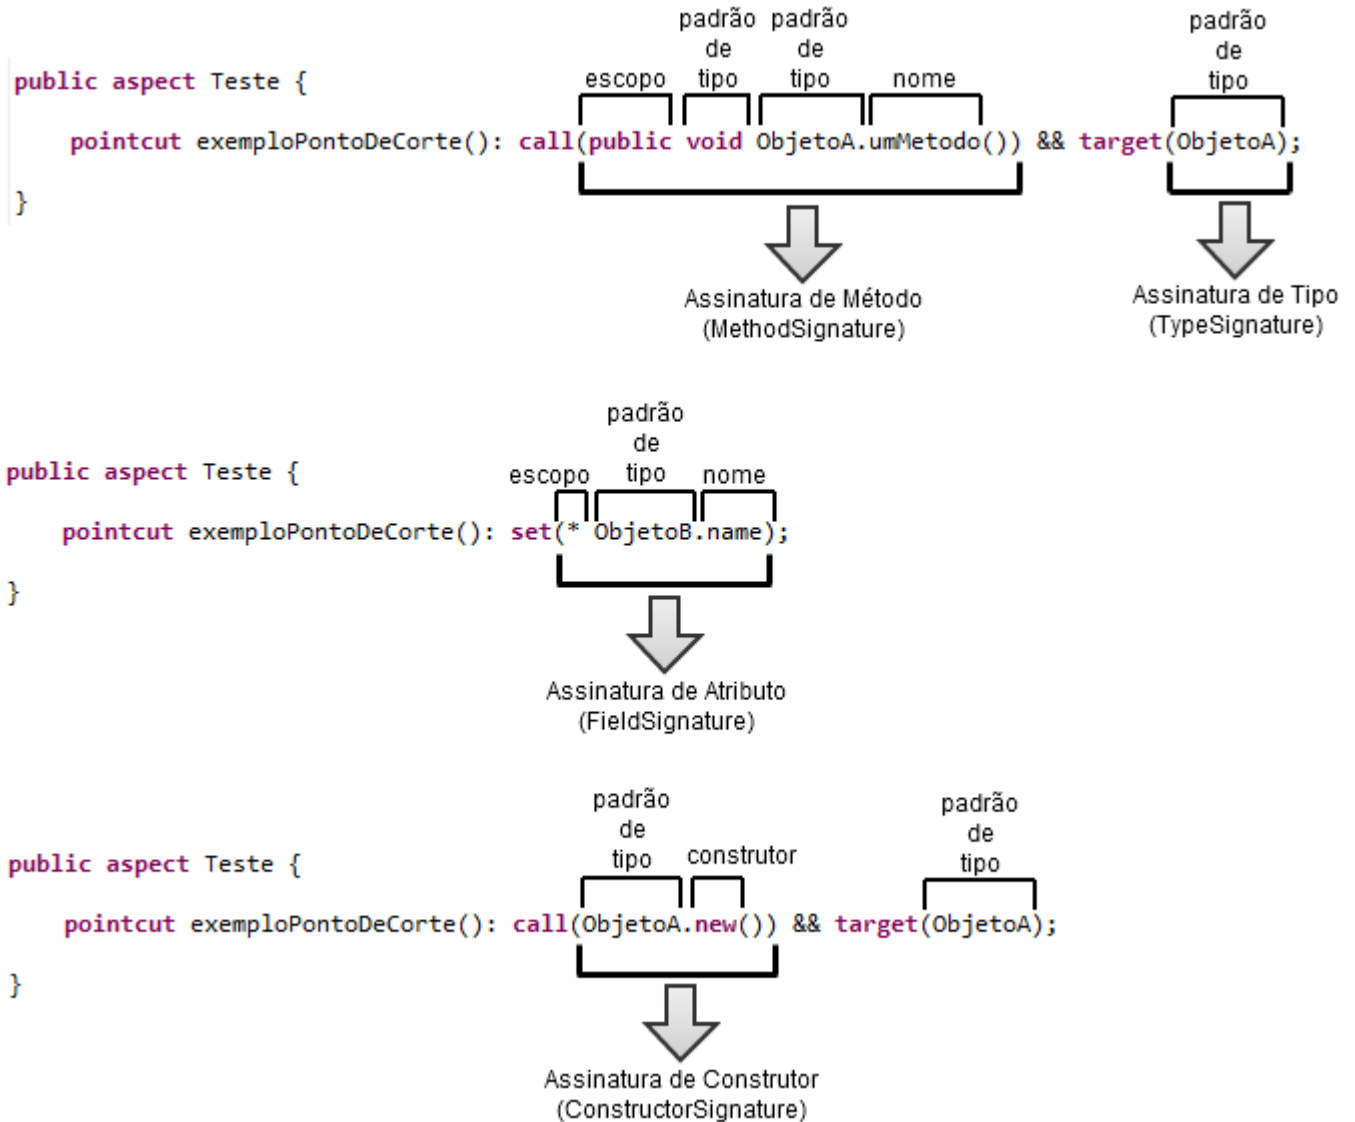 padrão padrão padrão
de de de
escopo tipo tipo nome tipo
public aspect Teste {
pointcut exemploPontoDeCorte(): call(public void ObjetoA.umMetodo()) && target(ObjetoA);
}
Assinatura de Método Assinatura de Tipo
(MethodSignature) (TypeSignature)
padrão
de
escopo tipo nome
public aspect Teste {
pointcut exemploPontoDeCorte(): set(* ObjetoB.name);
}
Assinatura de Atributo
(FieldSignature)
padrão padrão
de de
tipo construtor tipo
public aspect Teste {
pointcut exemploPontoDeCorte(): call(ObjetoA.new()) && target(ObjetoA);
}
Assinatura de Construtor
(ConstructorSignature)